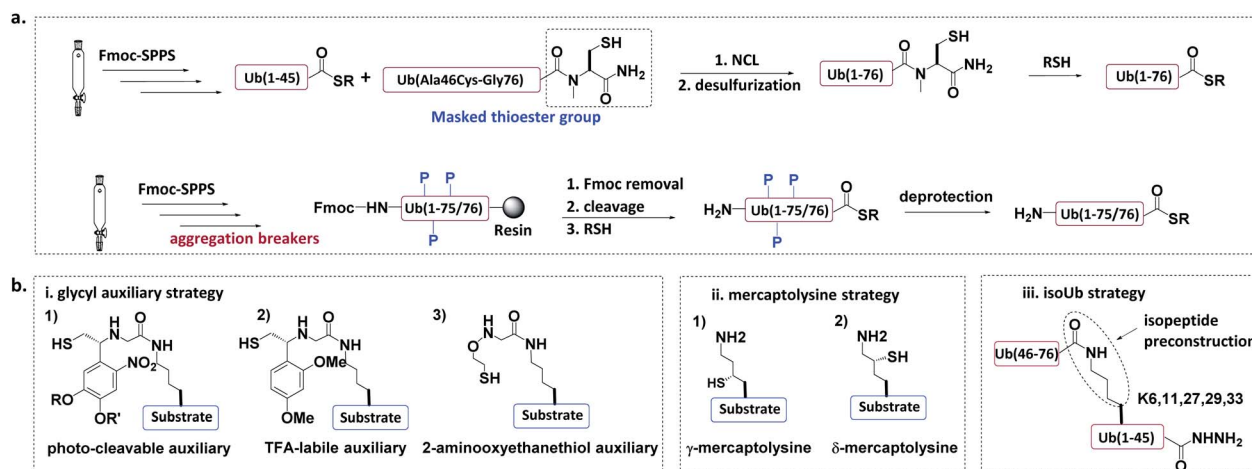 a.
Fmoc-SPPS
Ub(1-45)
O
SR
+
Ub(Ala46Cys-Gly76)
O
SH
N
NH2
O
Masked thioester group
1. NCL
2. desulfurization
Ub(1-76)
O
SH
N
NH2
O
RSH
Ub(1-76)
O
SR
Fmoc-SPPS
aggregation breakers
P P
Fmoc-HN
Ub(1-75/76)
P
Resin
1. Fmoc removal
2. cleavage
3. RSH
P P
H2N
Ub(1-75/76)
O
SR
P
deprotection
H2N
Ub(1-75/76)
O
SR
b.
i. glycyl auxiliary strategy
1)
HS
H
N
O
NH
NO2
RO
OR'
Substrate
photo-cleavable auxiliary
2)
HS
H
N
O
NH
OMe
OMe
Substrate
TFA-labile auxiliary
3)
H
N
O
O
NH
SH
Substrate
2-aminooxyethanethiol auxiliary
ii. mercaptolysine strategy
1)
NH2
HS
Substrate
γ-mercaptolysine
2)
NH2
SH
Substrate
δ-mercaptolysine
iii. isoUb strategy
O
Ub(46-76)
NH
isopeptide
preconstruction
K6,11,27,29,33
Ub(1-45)
NHNH2
O